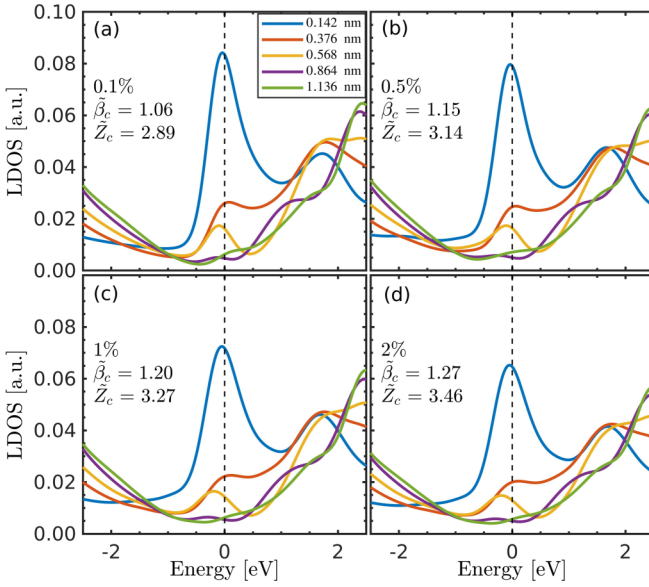 (a)
0.1%
β̃c = 1.06
Z̃c = 2.89
0.142 nm
0.376 nm
0.568 nm
0.864 nm
1.136 nm
(b)
0.5%
β̃c = 1.15
Z̃c = 3.14
LDOS [a.u.]
0.10
0.08
0.06
0.04
0.02
0.00
(c)
1%
β̃c = 1.20
Z̃c = 3.27
(d)
2%
β̃c = 1.27
Z̃c = 3.46
LDOS [a.u.]
0.08
0.06
0.04
0.02
0.00
-2 0 2
-2 0 2
Energy [eV]
Energy [eV]